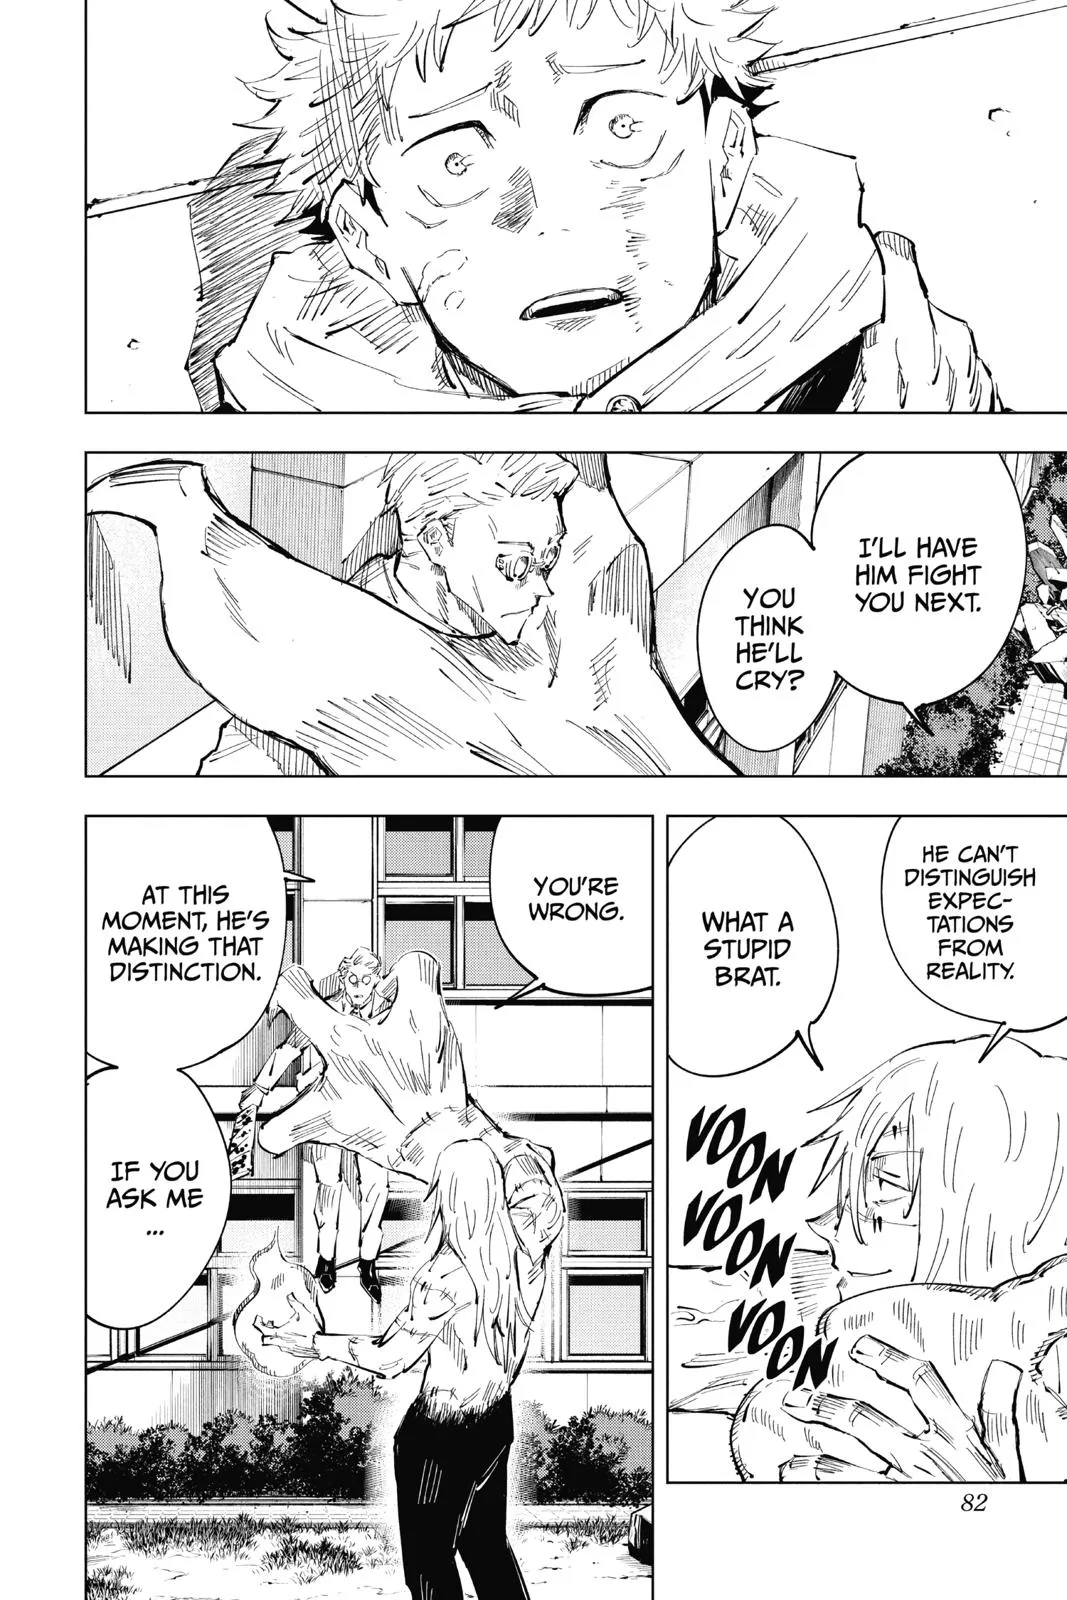 I'LL HAVE
HIM FIGHT
YOU NEXT.
YOU
THINK
HE'LL
CRY?
HE CAN'T
DISTINGUISH
EXPEC-
TATIONS
FROM
REALITY.
WHAT A
STUPID
BRAT.
VOON
VOON
VOON
YOU'RE
WRONG.
AT THIS
MOMENT, HE'S
MAKING THAT
DISTINCTION.
IF YOU
ASK ME
...
82